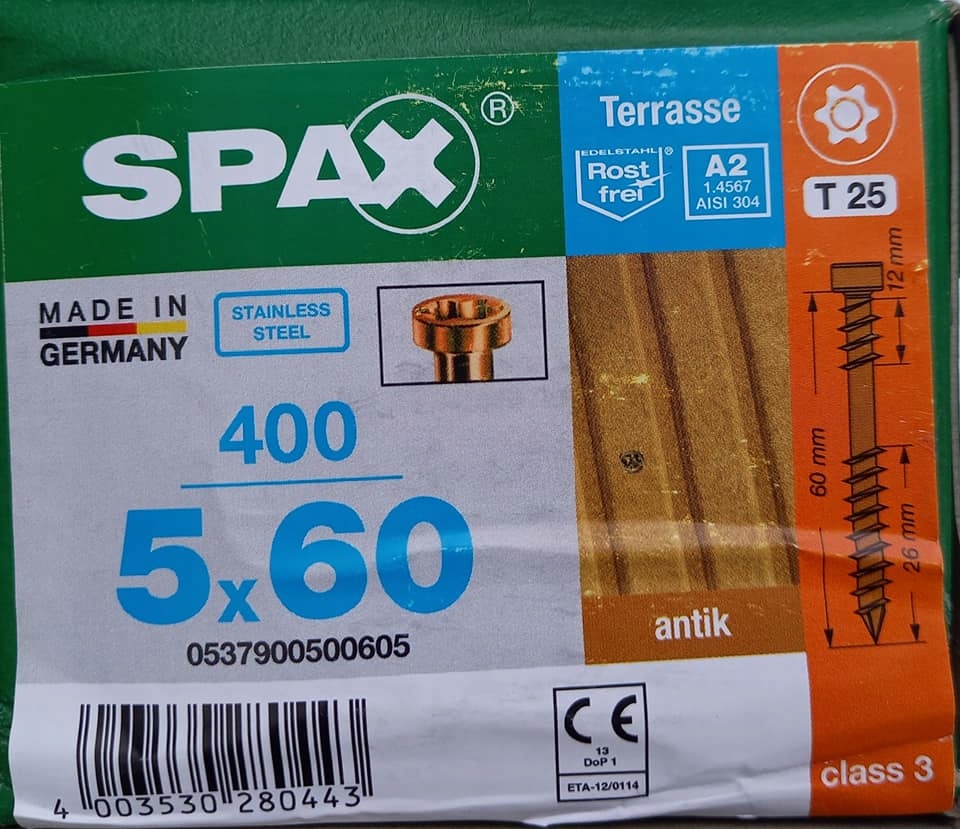 SPAX®
Terrasse
EDELSTAHL®
Rost
frei
A2
1.4567
AISI 304
T 25
MADE IN
GERMANY
STAINLESS
STEEL
12 mm
400
5x60
60 mm
26 mm
0537900500605
antik
CE
13
DoP 1
ETA-12/0114
class 3
4 003530 280443